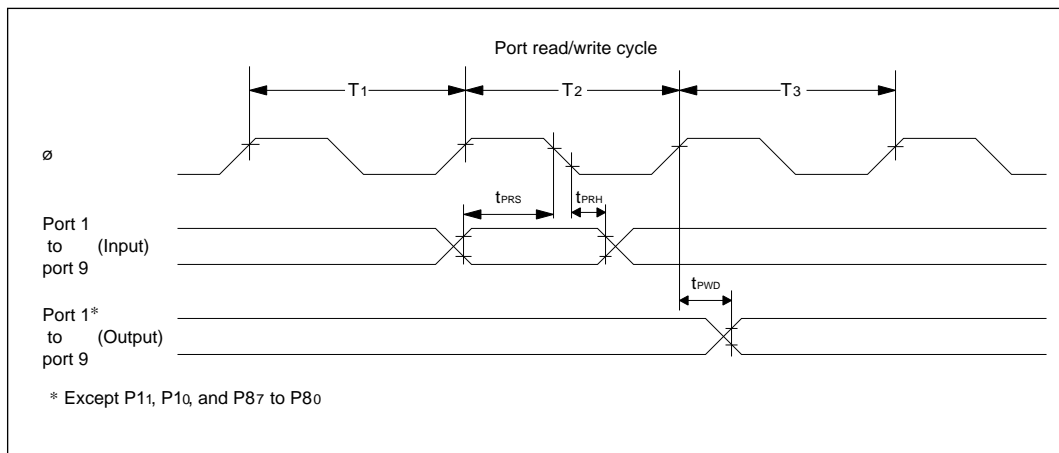 Port read/write cycle
T1 T2 T3
ø
tPRS tPRH
Port 1
to (Input)
port 9
tPWD
Port 1*
to (Output)
port 9
* Except P11, P10, and P87 to P80